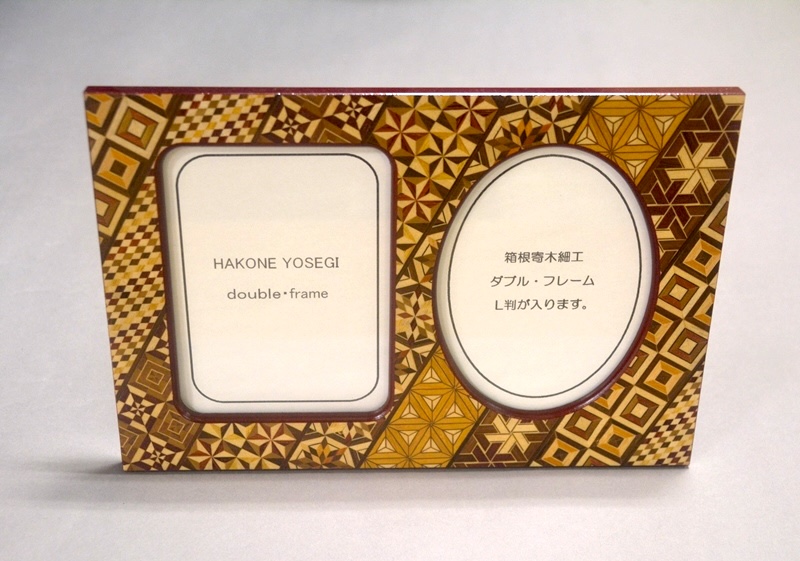 HAKONE YOSEGI
double・frame
箱根寄木細工
ダブル・フレーム
L判が入ります。